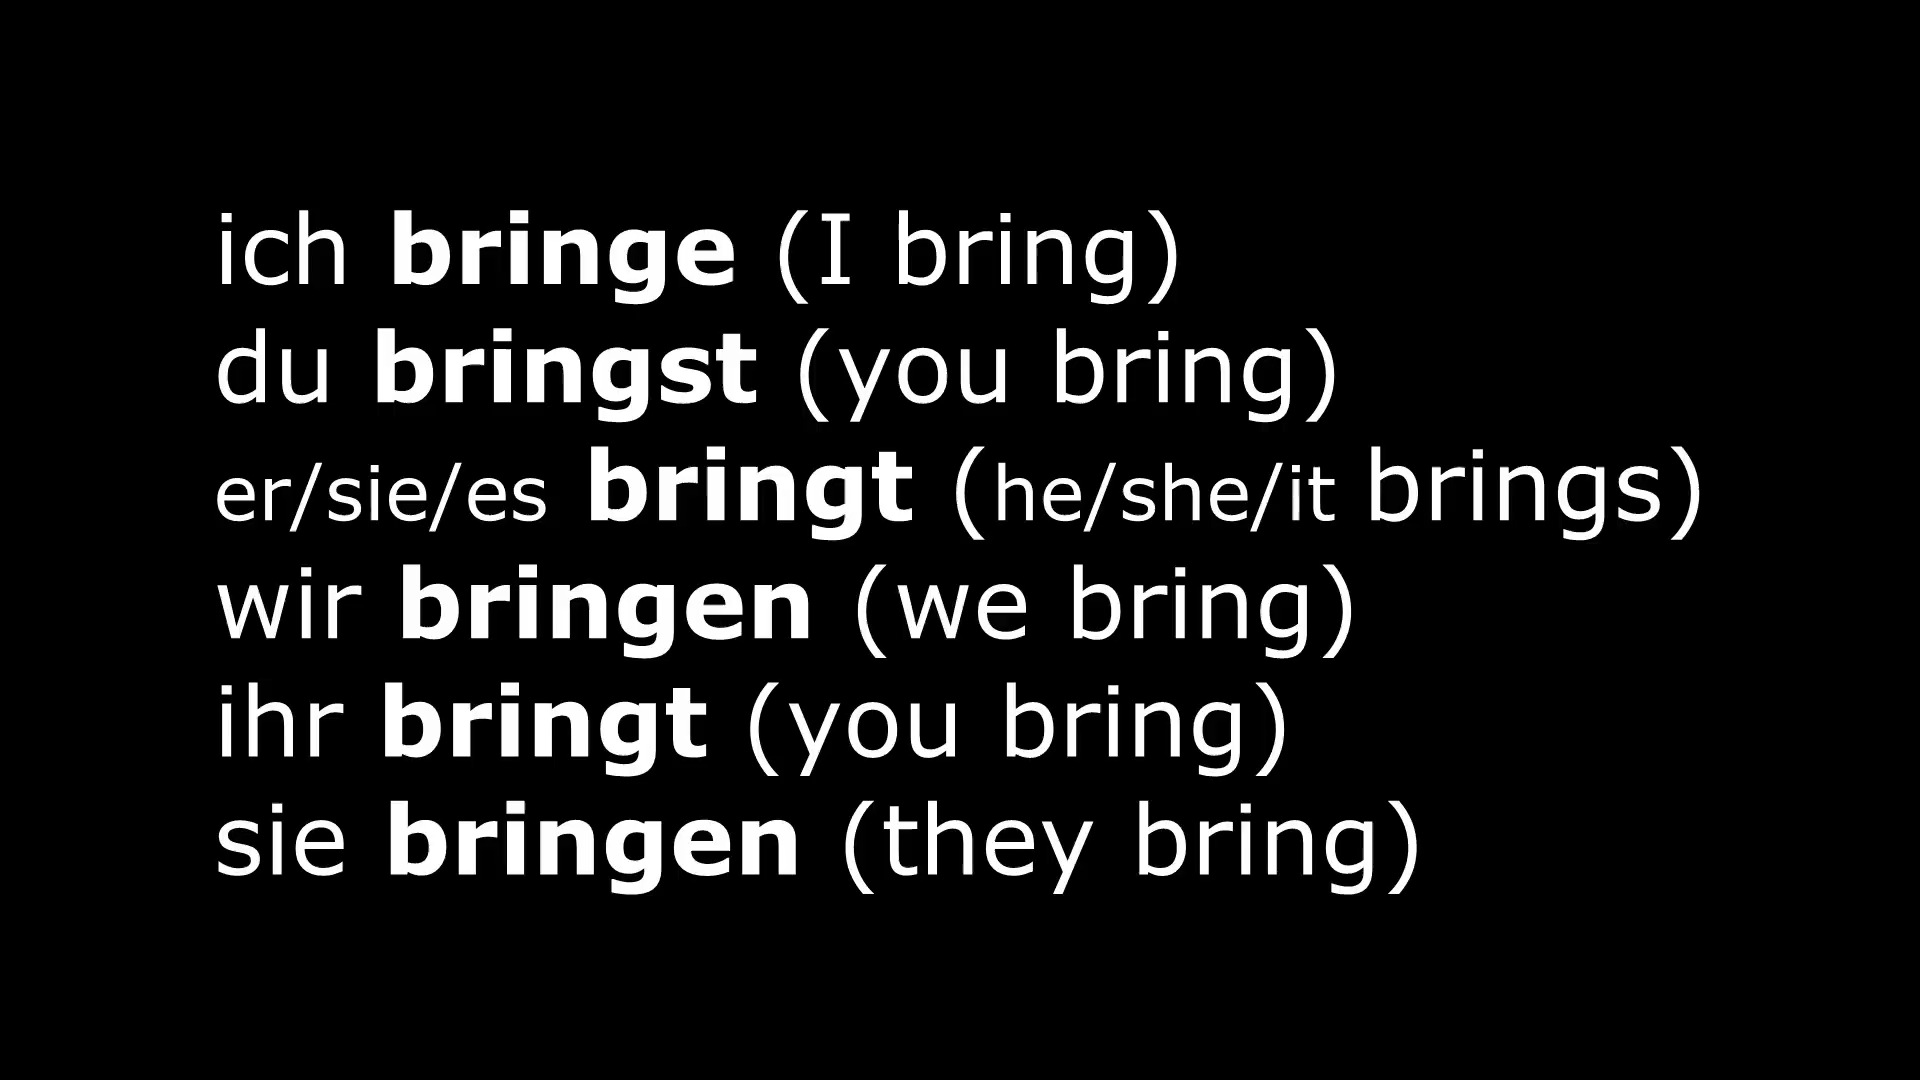 ich bringe (I bring)
du bringst (you bring)
er/sie/es bringt (he/she/it brings)
wir bringen (we bring)
ihr bringt (you bring)
sie bringen (they bring)